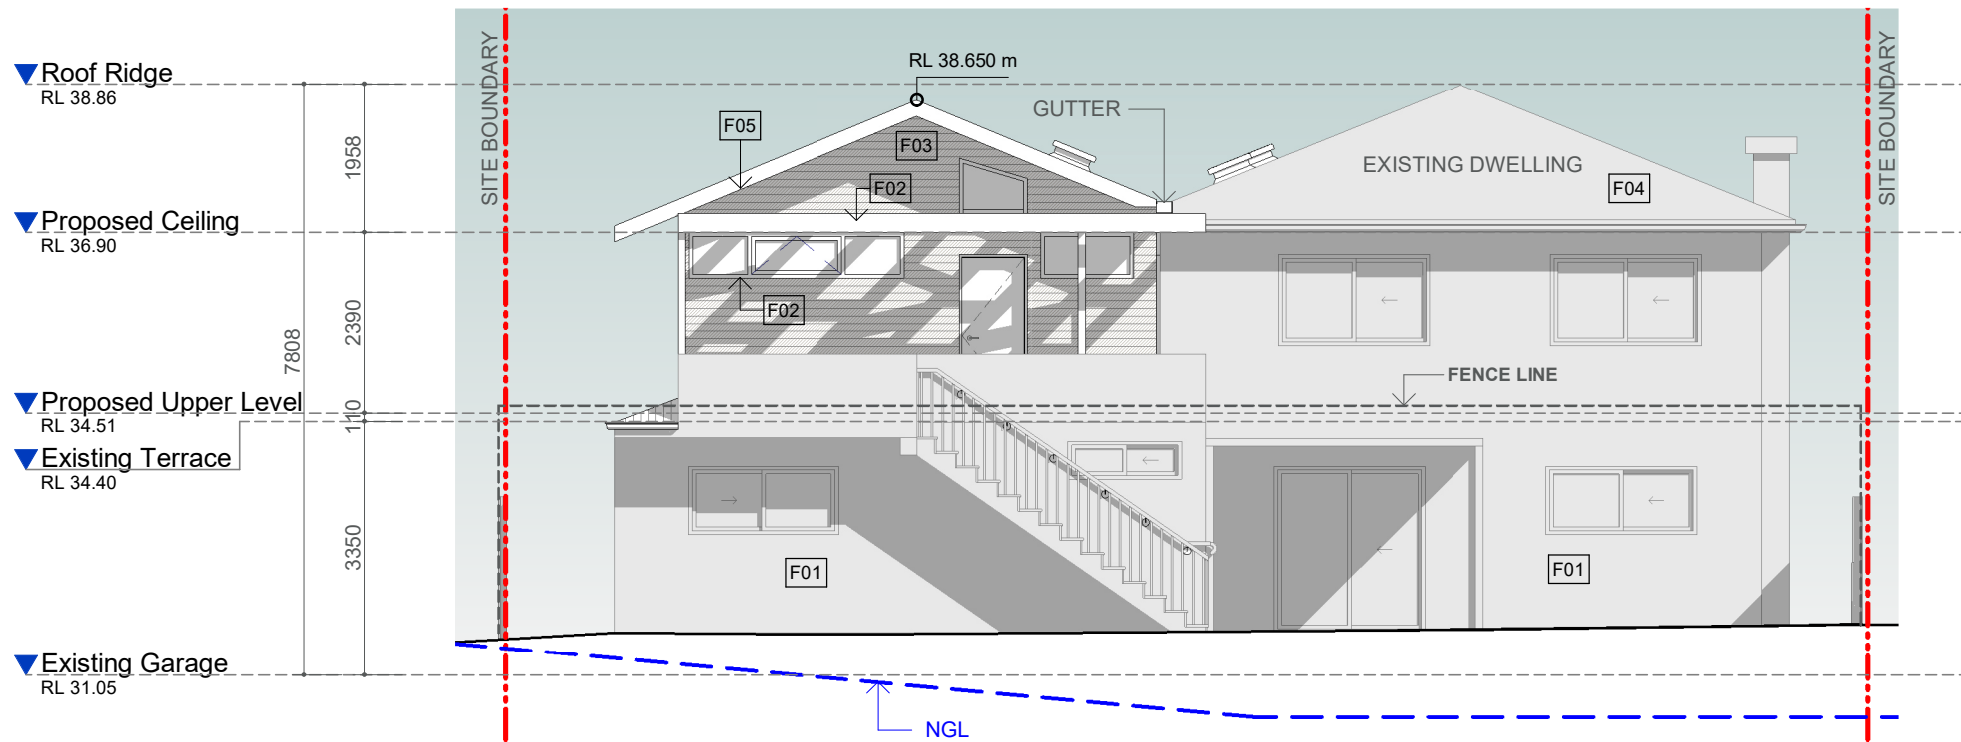 Roof Ridge
RL 38.86
Proposed Ceiling
RL 36.90
Proposed Upper Level
RL 34.51
Existing Terrace
RL 34.40
Existing Garage
RL 31.05
7808
1958
2390
110
3350
SITE BOUNDARY
RL 38.650 m
F05
F03
GUTTER
F02
F02
EXISTING DWELLING
F04
SITE BOUNDARY
FENCE LINE
F01
F01
NGL